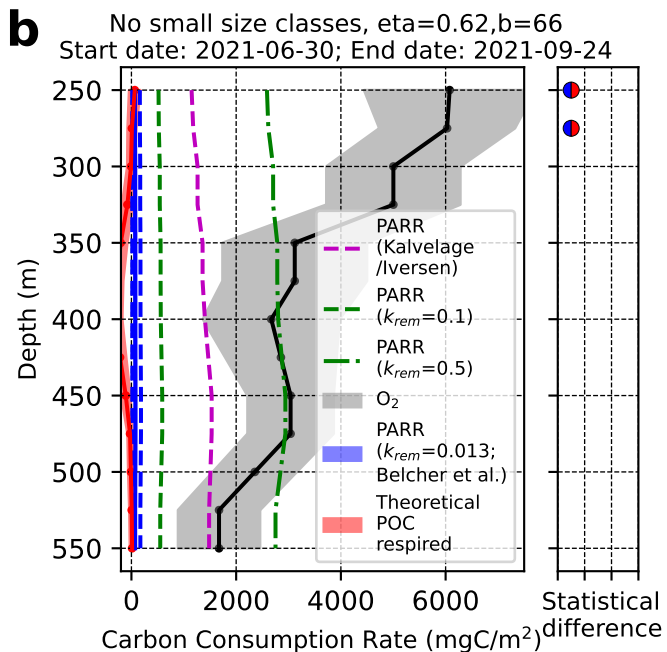 b
No small size classes, eta=0.62,b=66
Start date: 2021-06-30; End date: 2021-09-24
250
300
350
400
450
500
550
Depth (m)
PARR
(Kalvelage
/Iversen)
PARR
(k_rem=0.1)
PARR
(k_rem=0.5)
O₂
PARR
(k_rem=0.013;
Belcher et al.)
Theoretical
POC
respired
0 2000 4000 6000
Carbon Consumption Rate (mgC/m²)
Statistical
difference